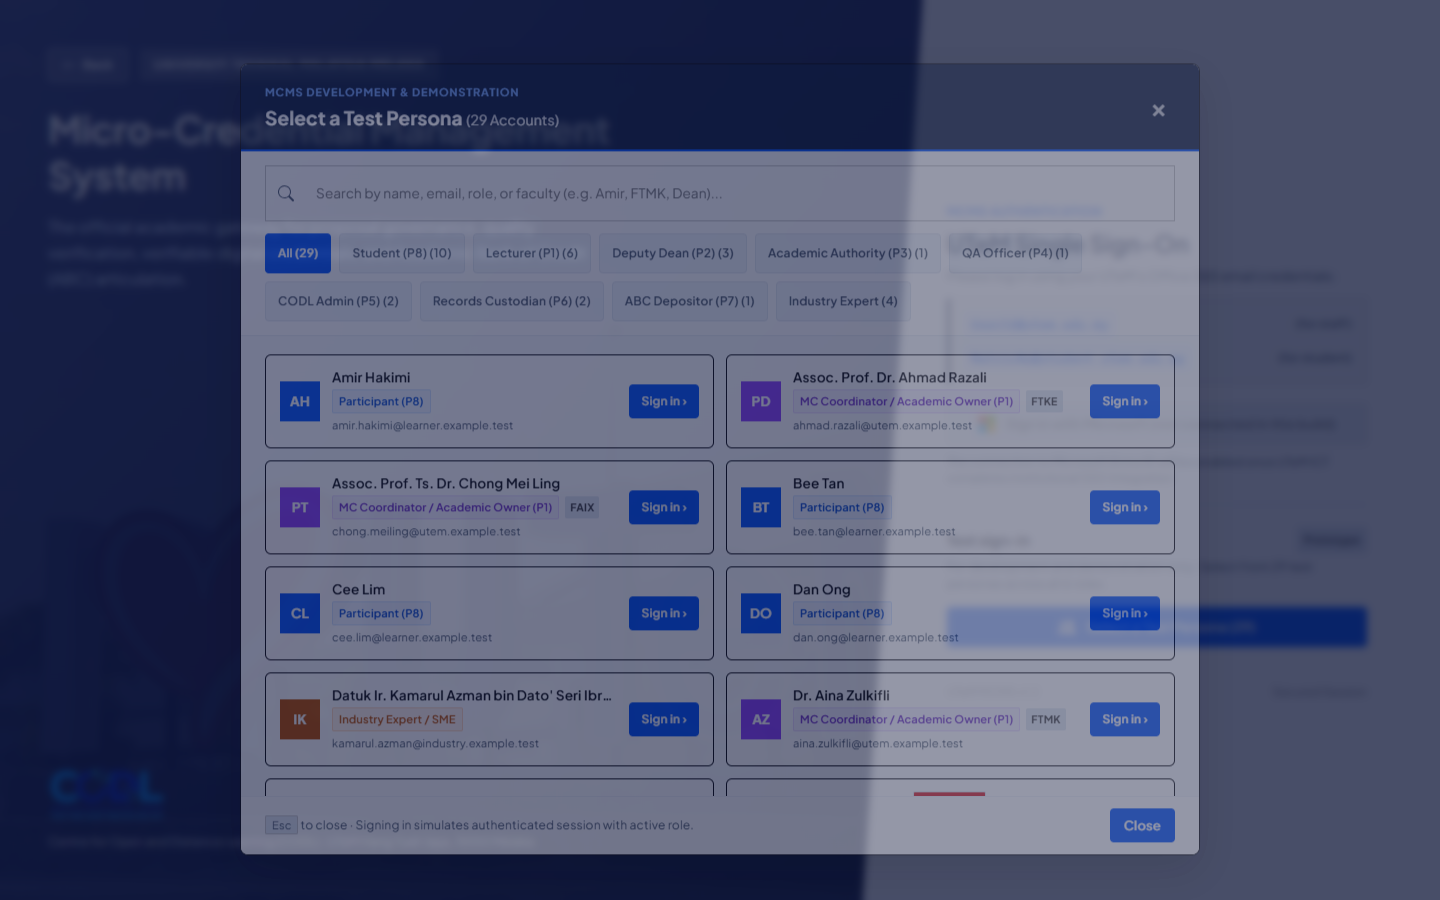 Back
Micro-Credential Management
System
MCMS DEVELOPMENT & DEMONSTRATION
Select a Test Persona (29 Accounts)
×
Search by name, email, role, or faculty (e.g. Amir, FTMK, Dean)...
All (29)
Student (P8) (10)
Lecturer (P1) (6)
Deputy Dean (P2) (3)
Academic Authority (P3) (1)
QA Officer (P4) (1)
CODL Admin (P5) (2)
Records Custodian (P6) (2)
ABC Depositor (P7) (1)
Industry Expert (4)
AH
Amir Hakimi
Participant (P8)
amir.hakimi@learner.example.test
Sign in ›
PD
Assoc. Prof. Dr. Ahmad Razali
MC Coordinator / Academic Owner (P1) FTKE
ahmad.razali@utem.example.test
Sign in ›
PT
Assoc. Prof. Ts. Dr. Chong Mei Ling
MC Coordinator / Academic Owner (P1) FAIX
chong.meiling@utem.example.test
Sign in ›
BT
Bee Tan
Participant (P8)
bee.tan@learner.example.test
Sign in ›
CL
Cee Lim
Participant (P8)
cee.lim@learner.example.test
Sign in ›
DO
Dan Ong
Participant (P8)
dan.ong@learner.example.test
Sign in ›
IK
Datuk Ir. Kamarul Azman bin Dato' Seri Ibr...
Industry Expert / SME
kamarul.azman@industry.example.test
Sign in ›
AZ
Dr. Aina Zulkifli
MC Coordinator / Academic Owner (P1) FTMK
aina.zulkifli@utem.example.test
Sign in ›
Esc to close · Signing in simulates authenticated session with active role.
Close
Sign-On
CODL